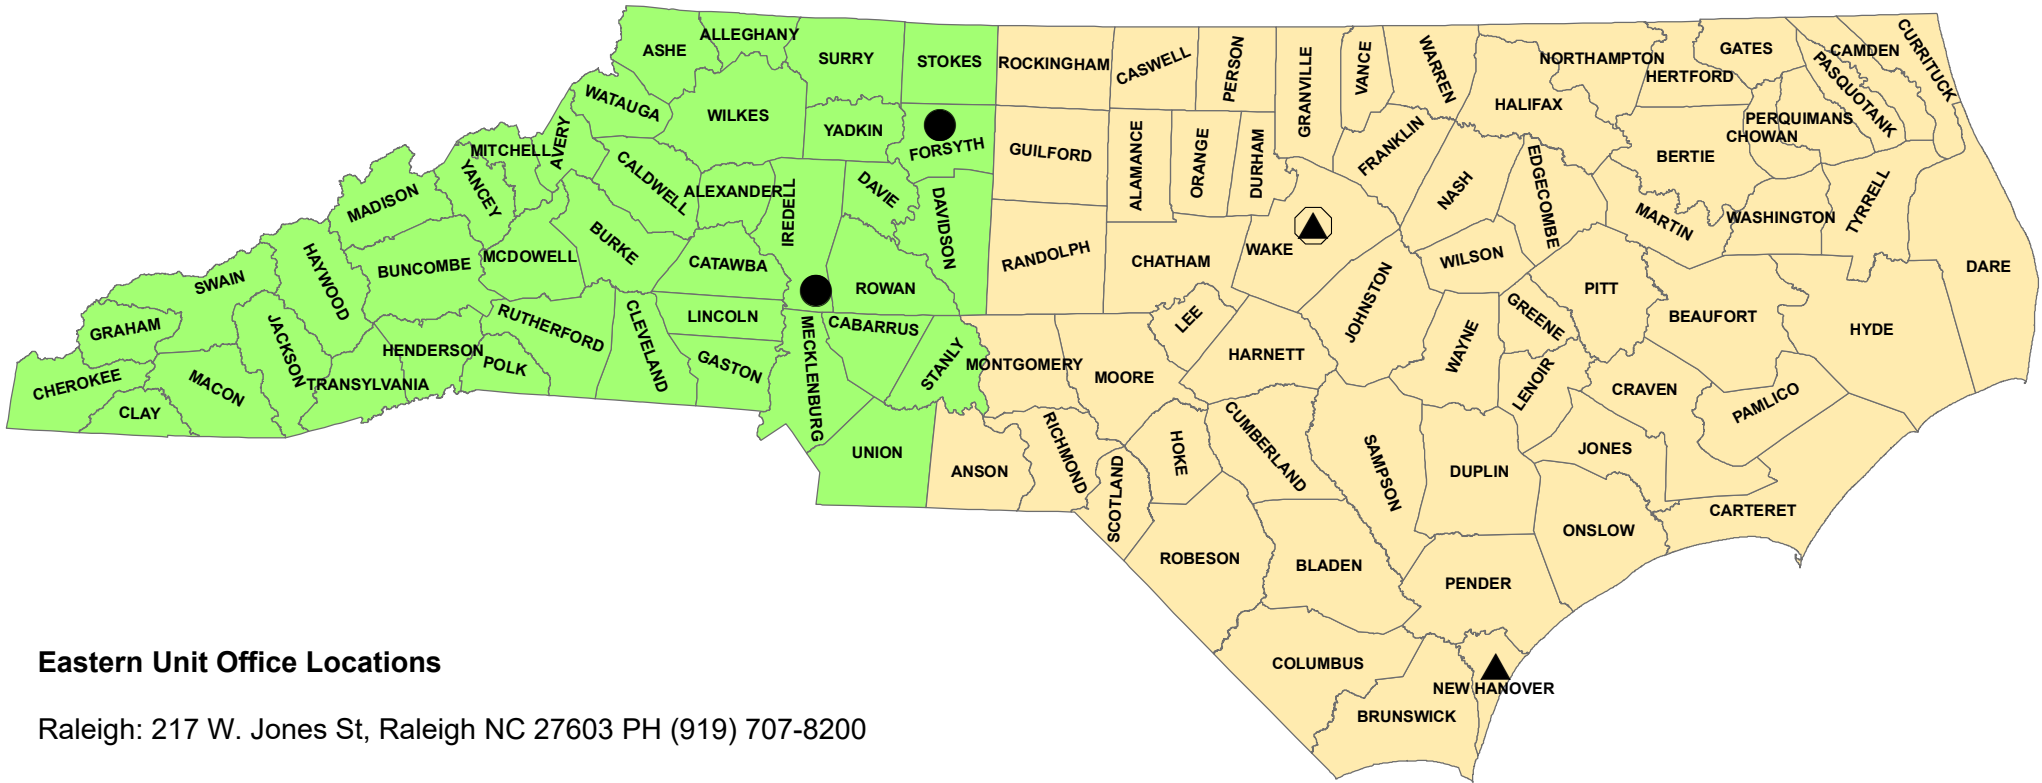 ASHE
ALLEGHANY
SURRY
STOKES
ROCKINGHAM
CASWELL
PERSON
GRANVILLE
VANCE
WARREN
NORTHAMPTON
HERTFORD
GATES
CAMDEN
CURRITUCK
PASQUOTANK
WATAUGA
WILKES
YADKIN
FORSYTH
GUILFORD
ALAMANCE
ORANGE
DURHAM
FRANKLIN
HALIFAX
PERQUIMANS
CHOWAN
BERTIE
MITCHELL
AVERY
YANCEY
CALDWELL
ALEXANDER
IREDELL
DAVIE
DAVIDSON
NASH
EDGECOMBE
MARTIN
WASHINGTON
TYRRELL
DARE
MADISON
HAYWOOD
BUNCOMBE
MCDOWELL
BURKE
CATAWBA
ROWAN
RANDOLPH
CHATHAM
WAKE
JOHNSTON
WILSON
GREENE
PITT
BEAUFORT
HYDE
SWAIN
GRAHAM
JACKSON
HENDERSON
RUTHERFORD
POLK
CLEVELAND
LINCOLN
GASTON
MECKLENBURG
CABARRUS
STANLY
MONTGOMERY
MOORE
LEE
HARNETT
WAYNE
LENOIR
CRAVEN
PAMLICO
CHEROKEE
CLAY
MACON
TRANSYLVANIA
UNION
ANSON
RICHMOND
SCOTLAND
HOKE
CUMBERLAND
SAMPSON
DUPLIN
JONES
ONSLOW
CARTERET
ROBESON
BLADEN
PENDER
COLUMBUS
NEW HANOVER
BRUNSWICK
Eastern Unit Office Locations
Raleigh: 217 W. Jones St, Raleigh NC 27603 PH (919) 707-8200